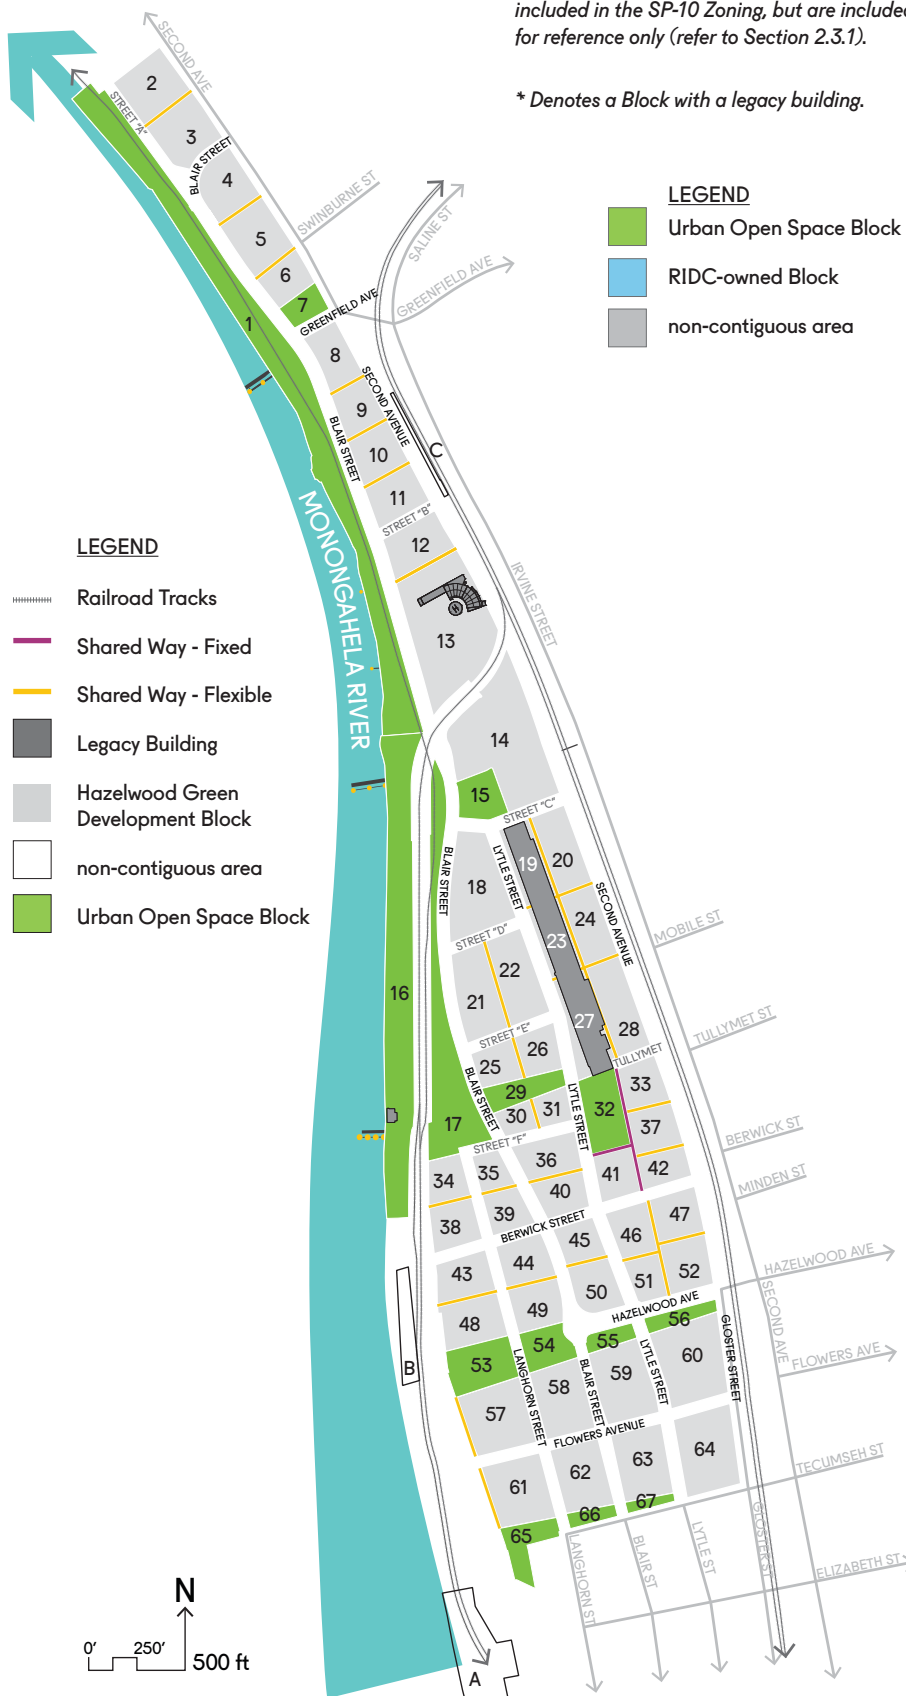 included in the SP-10 Zoning, but are included
for reference only (refer to Section 2.3.1).
* Denotes a Block with a legacy building.
LEGEND
Urban Open Space Block
RIDC-owned Block
non-contiguous area
SECOND AVE
2
STREET "A"
3
BLAIR STREET
4
SWINBURNE ST
5
6
7
GREENFIELD AVE
SALINE ST
GREENFIELD AVE
1
8
SECOND AVENUE
9
BLAIR STREET
10
C
11
STREET "B"
12
IRVINE STREET
13
MONONGAHELA RIVER
LEGEND
Railroad Tracks
Shared Way - Fixed
Shared Way - Flexible
Legacy Building
Hazelwood Green
Development Block
non-contiguous area
Urban Open Space Block
14
15
STREET "C"
BLAIR STREET
LYTLE STREET
19
20
18
SECOND AVENUE
24
MOBILE ST
STREET "D"
23
22
21
16
27
28
TULLYMET ST
STREET "E"
26
25
TULLYMET
33
BLAIR STREET
29
LYTLE STREET
32
30
31
17
37
BERWICK ST
STREET "F"
36
35
34
41
42
MINDEN ST
40
39
38
BERWICK STREET
47
46
45
44
43
HAZELWOOD AVE
52
51
50
49
48
HAZELWOOD AVE
SECOND AVE
56
55
54
53
B
LANGHORN STREET
BLAIR STREET
LYTLE STREET
GLOSTER STREET
60
59
58
57
FLOWERS AVE
FLOWERS AVENUE
64
63
62
61
TECUMSEH ST
67
66
65
LANGHORN ST
BLAIR ST
LYTLE ST
GLOSTER ST
ELIZABETH ST
N
0'
250'
500 ft
A